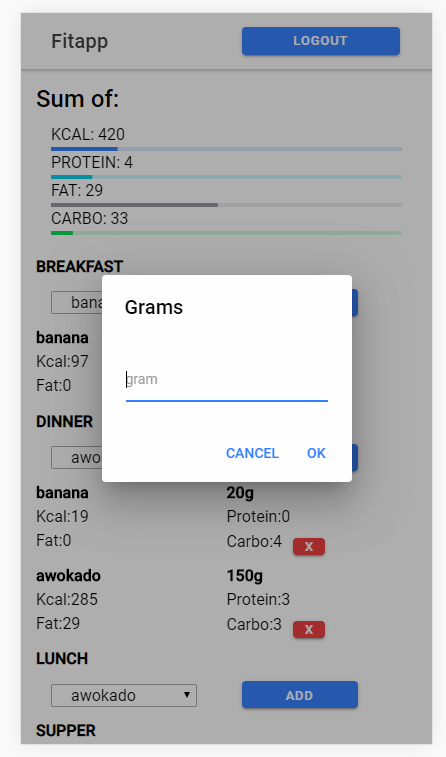 Fitapp LOGOUT
Sum of:
KCAL: 420
PROTEIN: 4
FAT: 29
CARBO: 33
BREAKFAST
banana
Kcal:97
Fat:0
Grams
gram
CANCEL OK
DINNER
banana 20g
Kcal:19 Protein:0
Fat:0 Carbo:4 X
awokado 150g
Kcal:285 Protein:3
Fat:29 Carbo:3 X
LUNCH
awokado ADD
SUPPER